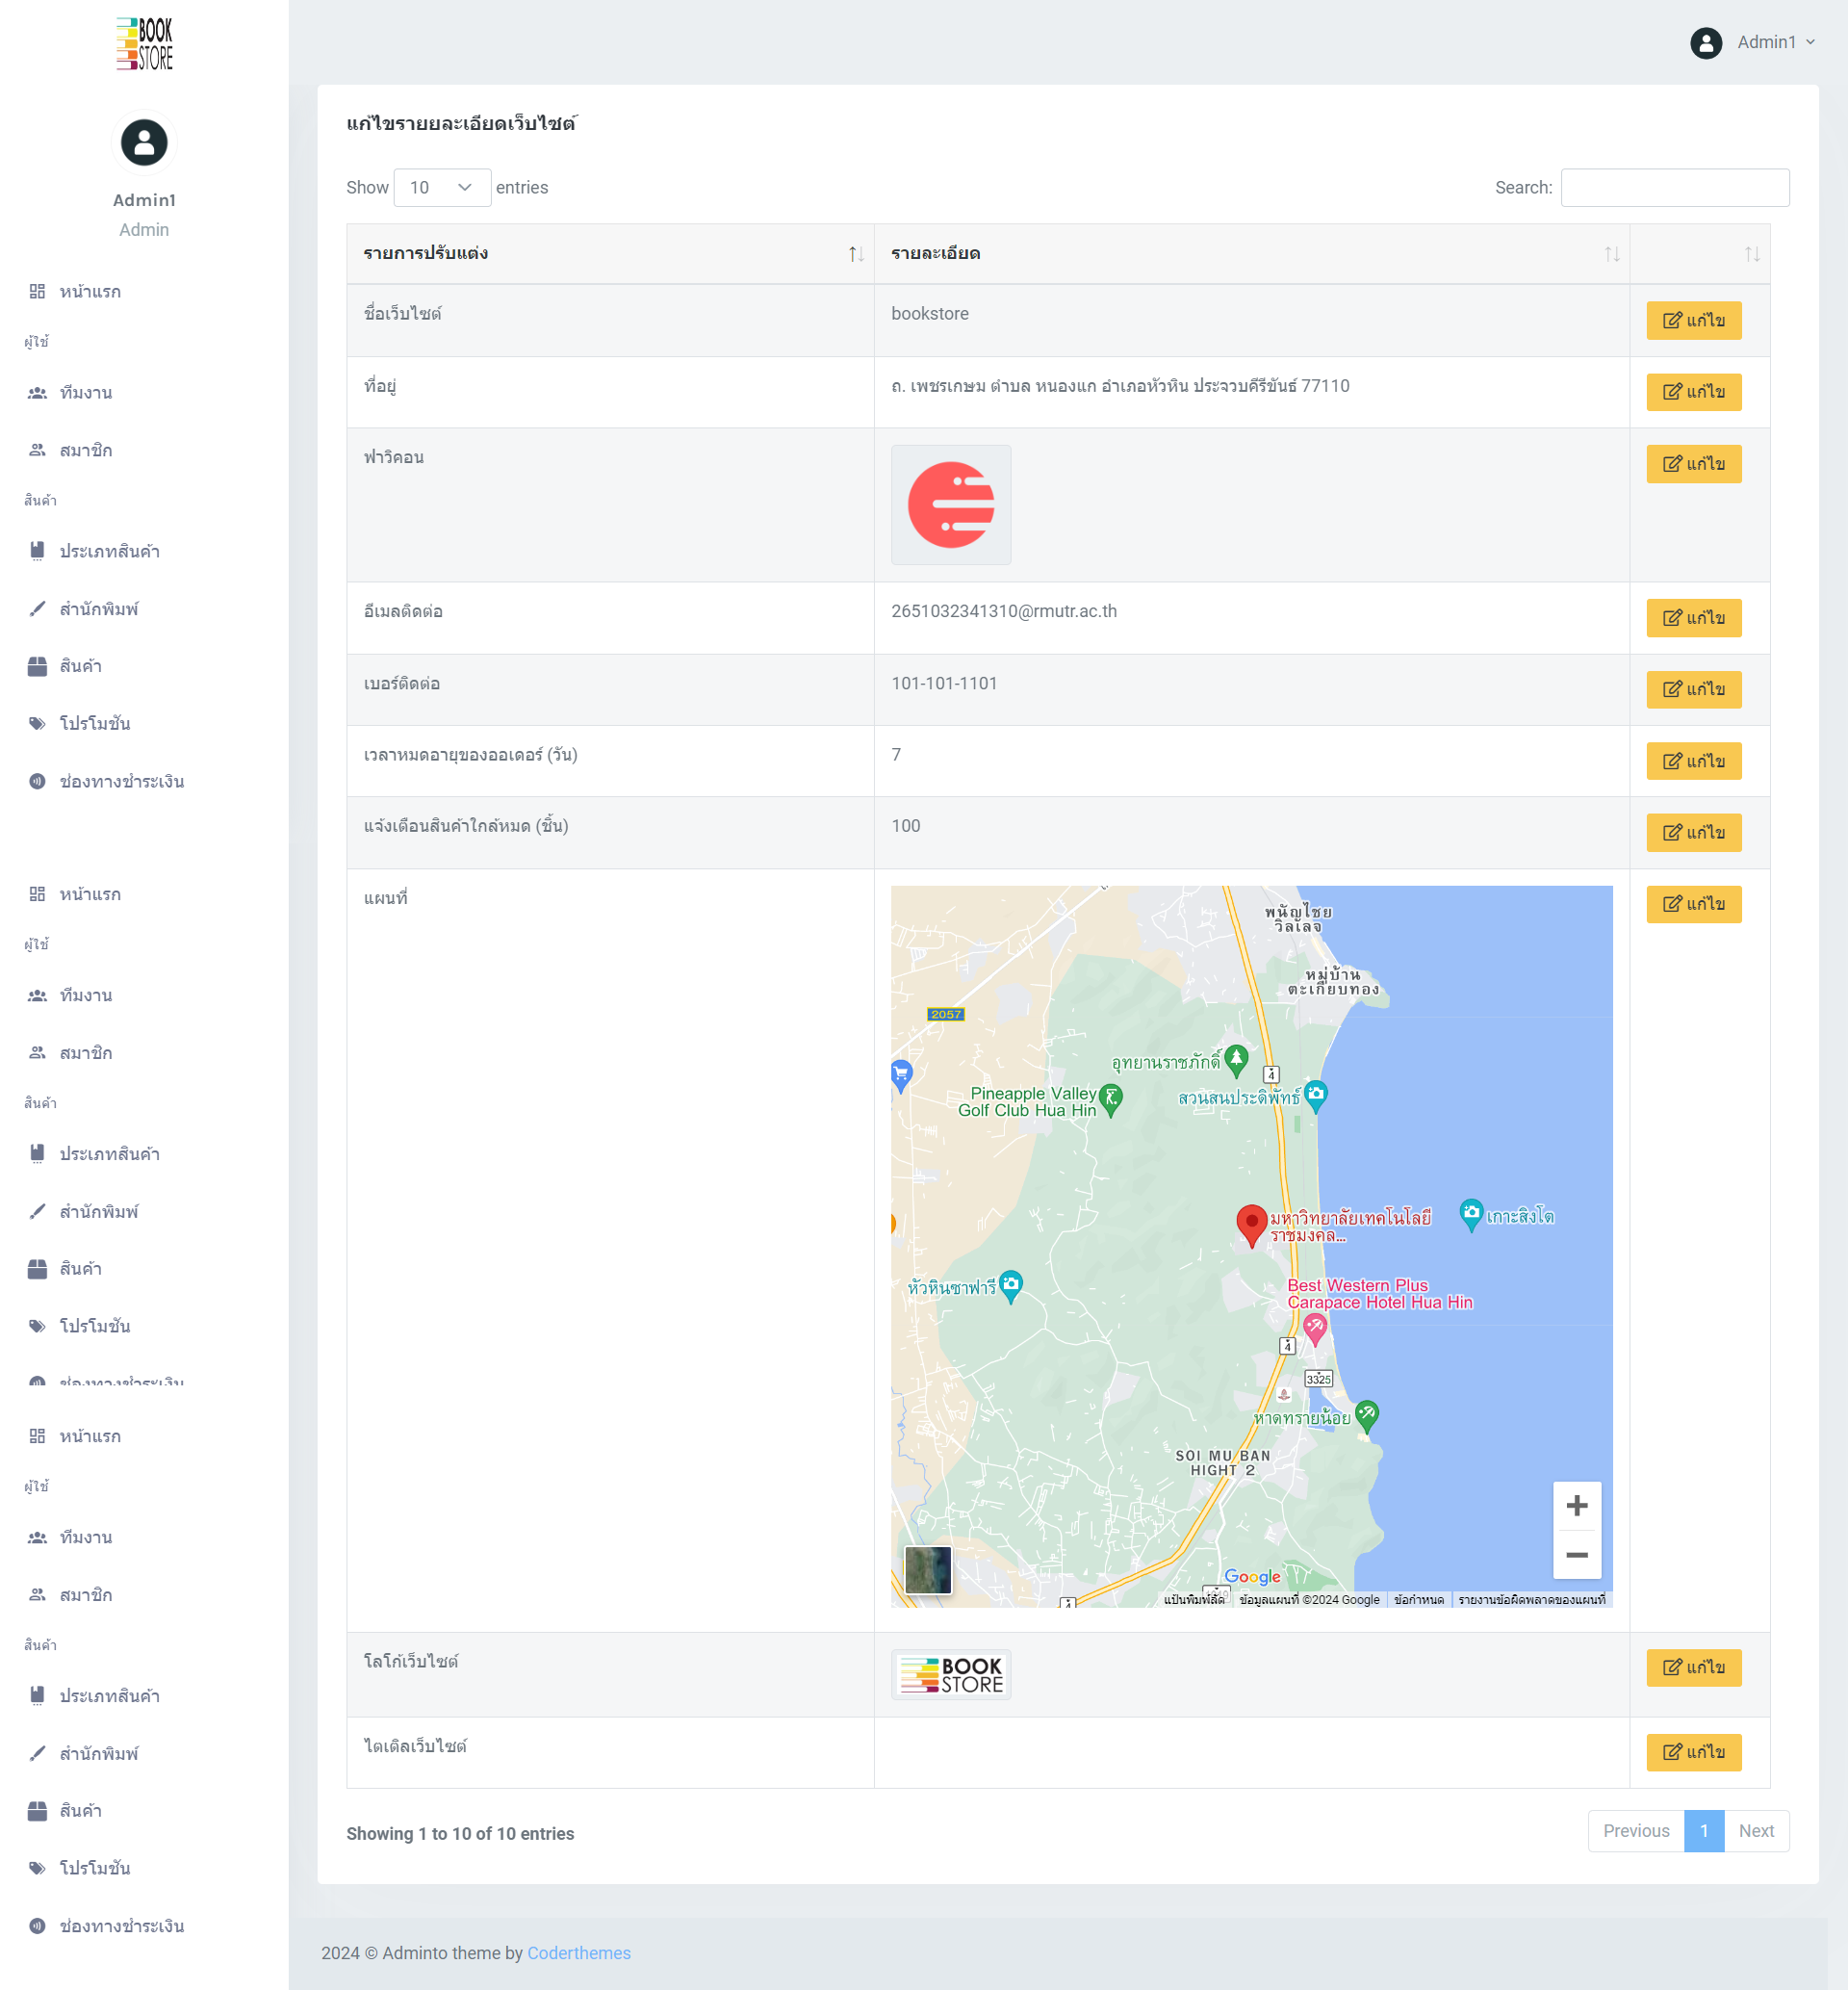 BOOK
STORE
Admin1
Admin1
Admin
หน้าแรก
ผู้ใช้
ทีมงาน
สมาชิก
สินค้า
ประเภทสินค้า
สำนักพิมพ์
สินค้า
โปรโมชัน
ช่องทางชำระเงิน
หน้าแรก
ผู้ใช้
ทีมงาน
สมาชิก
สินค้า
ประเภทสินค้า
สำนักพิมพ์
สินค้า
โปรโมชัน
ช่องทางชำระเงิน
หน้าแรก
ผู้ใช้
ทีมงาน
สมาชิก
สินค้า
ประเภทสินค้า
สำนักพิมพ์
สินค้า
โปรโมชัน
ช่องทางชำระเงิน
แก้ไขรายยละเอียดเว็บไซต์
Show 10 entries
Search:
รายการปรับแต่ง รายละเอียด
ชื่อเว็บไซต์ bookstore แก้ไข
ที่อยู่ ถ. เพชรเกษม ตำบล หนองแก อำเภอหัวหิน ประจวบคีรีขันธ์ 77110 แก้ไข
ฟาวิคอน แก้ไข
อีเมลติดต่อ 2651032341310@rmutr.ac.th แก้ไข
เบอร์ติดต่อ 101-101-1101 แก้ไข
เวลาหมดอายุของออเดอร์ (วัน) 7 แก้ไข
แจ้งเตือนสินค้าใกล้หมด (ชิ้น) 100 แก้ไข
แผนที่ แก้ไข
พนัญไชย
วิลเลจ
หมู่บ้าน
ตะเกียบทอง
2057
อุทยานราชภักดิ์
4
Pineapple Valley
Golf Club Hua Hin
สวนสนประดิพัทธ์
มหาวิทยาลัยเทคโนโลยี
ราชมงคล...
เกาะสิงโต
หัวหินซาฟารี
Best Western Plus
Carapace Hotel Hua Hin
4
3325
หาดทรายน้อย
SOI MU BAN
HIGHT 2
Google
4
แป้นพิมพ์ลัด ข้อมูลแผนที่ ©2024 Google ข้อกำหนด รายงานข้อผิดพลาดของแผนที่
โลโก้เว็บไซต์ BOOK STORE แก้ไข
ไตเติลเว็บไซต์ แก้ไข
Showing 1 to 10 of 10 entries
Previous 1 Next
2024 © Adminto theme by Coderthemes